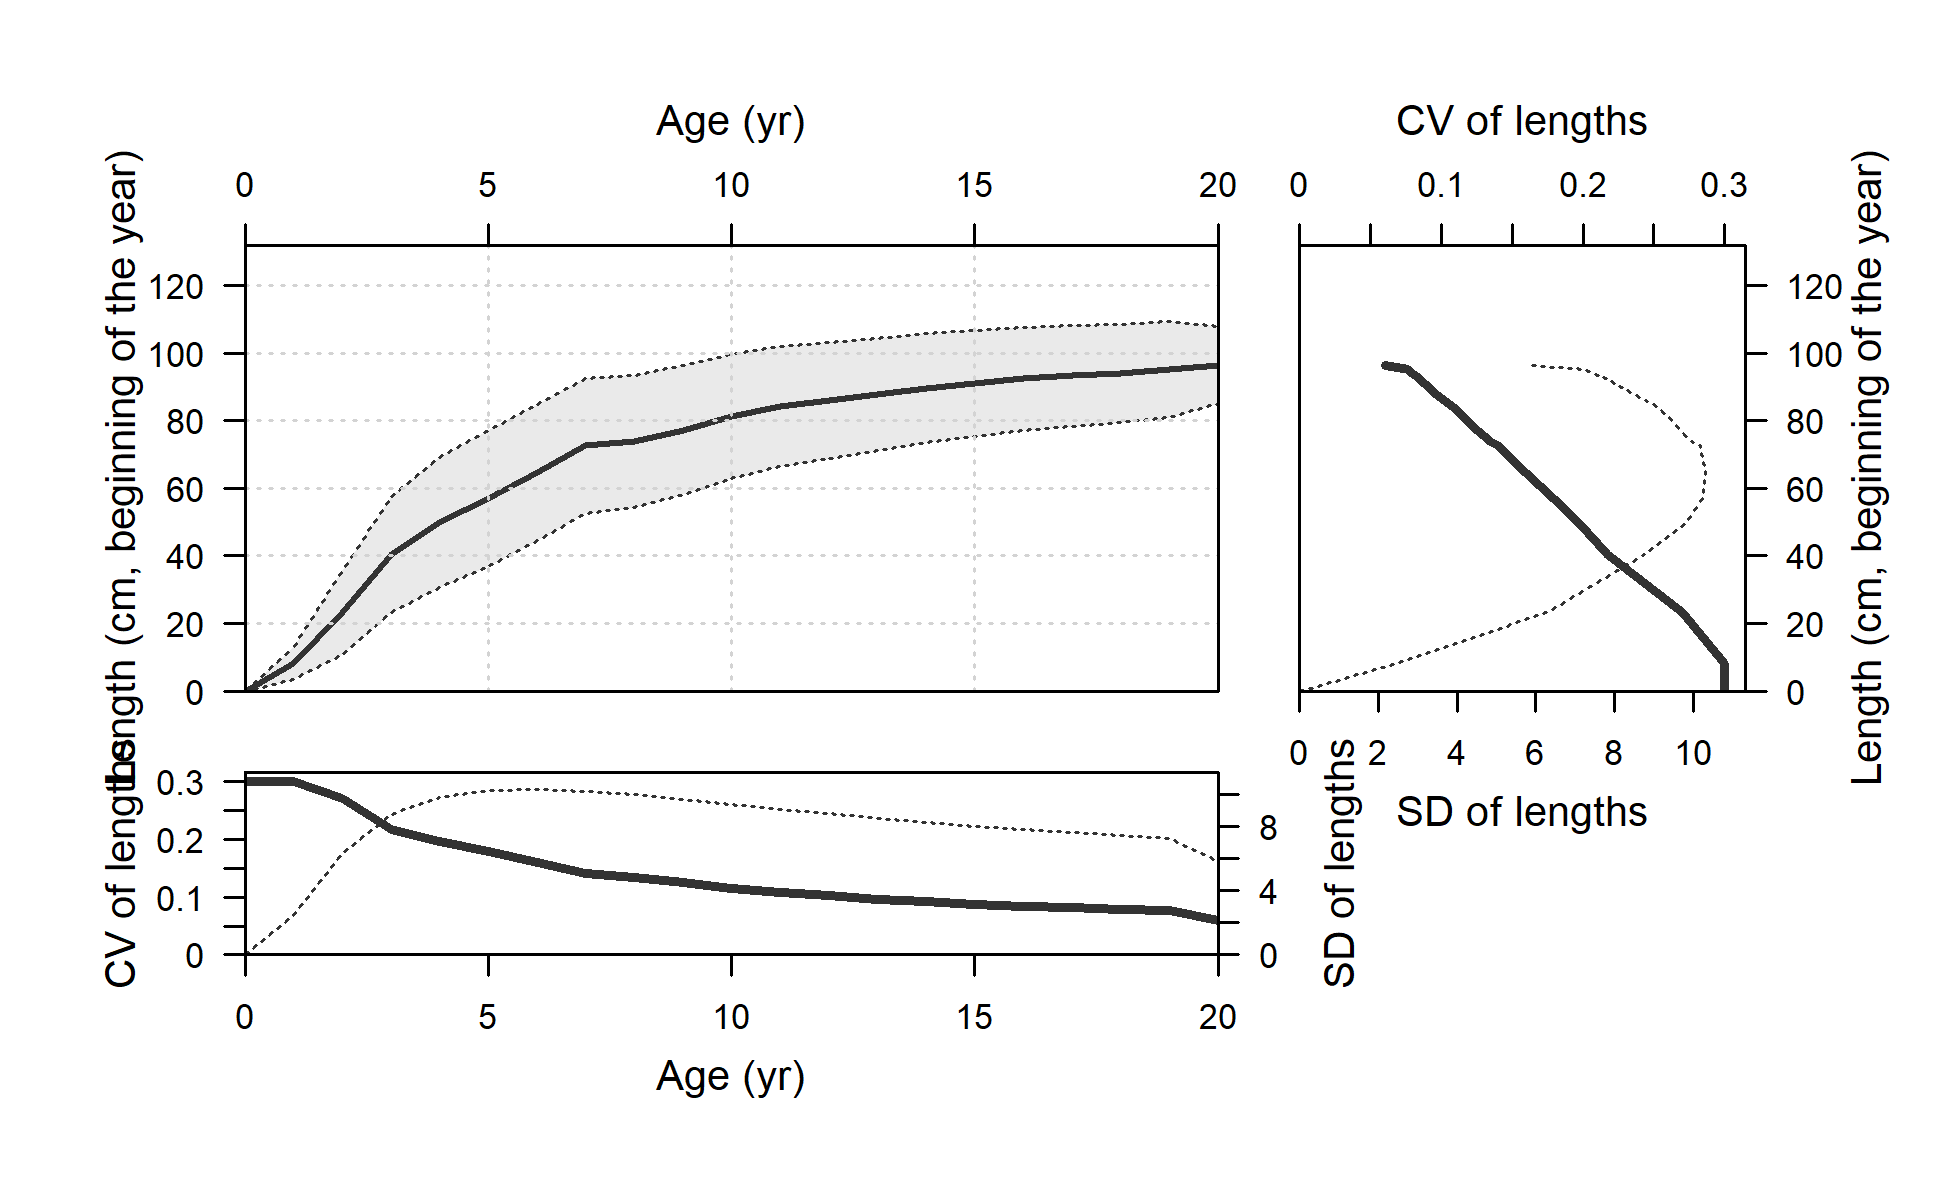 Age (yr)
0 5 10 15 20
Length (cm, beginning of the year)
120
100
80
60
40
20
0
CV of lengths
0 0.1 0.2 0.3
120
100
80
60
40
20
0
Length (cm, beginning of the year)
0 2 4 6 8 10
SD of lengths
CV of lengths
0.3
0.2
0.1
0
8
4
0
SD of lengths
0 5 10 15 20
Age (yr)